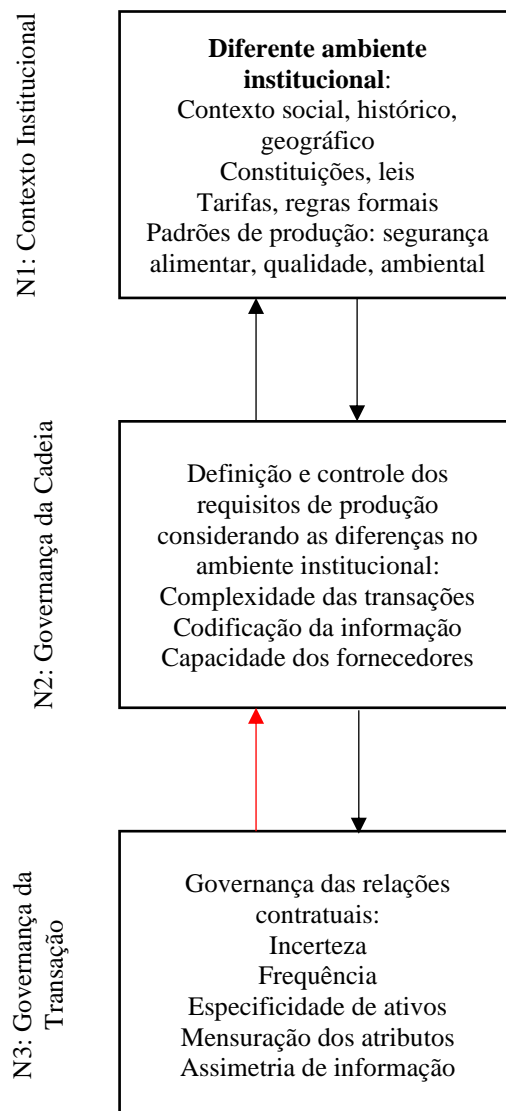 N1: Contexto Institucional
Diferente ambiente
institucional:
Contexto social, histórico,
geográfico
Constituições, leis
Tarifas, regras formais
Padrões de produção: segurança
alimentar, qualidade, ambiental
N2: Governança da Cadeia
Definição e controle dos
requisitos de produção
considerando as diferenças no
ambiente institucional:
Complexidade das transações
Codificação da informação
Capacidade dos fornecedores
N3: Governança da
Transação
Governança das relações
contratuais:
Incerteza
Frequência
Especificidade de ativos
Mensuração dos atributos
Assimetria de informação